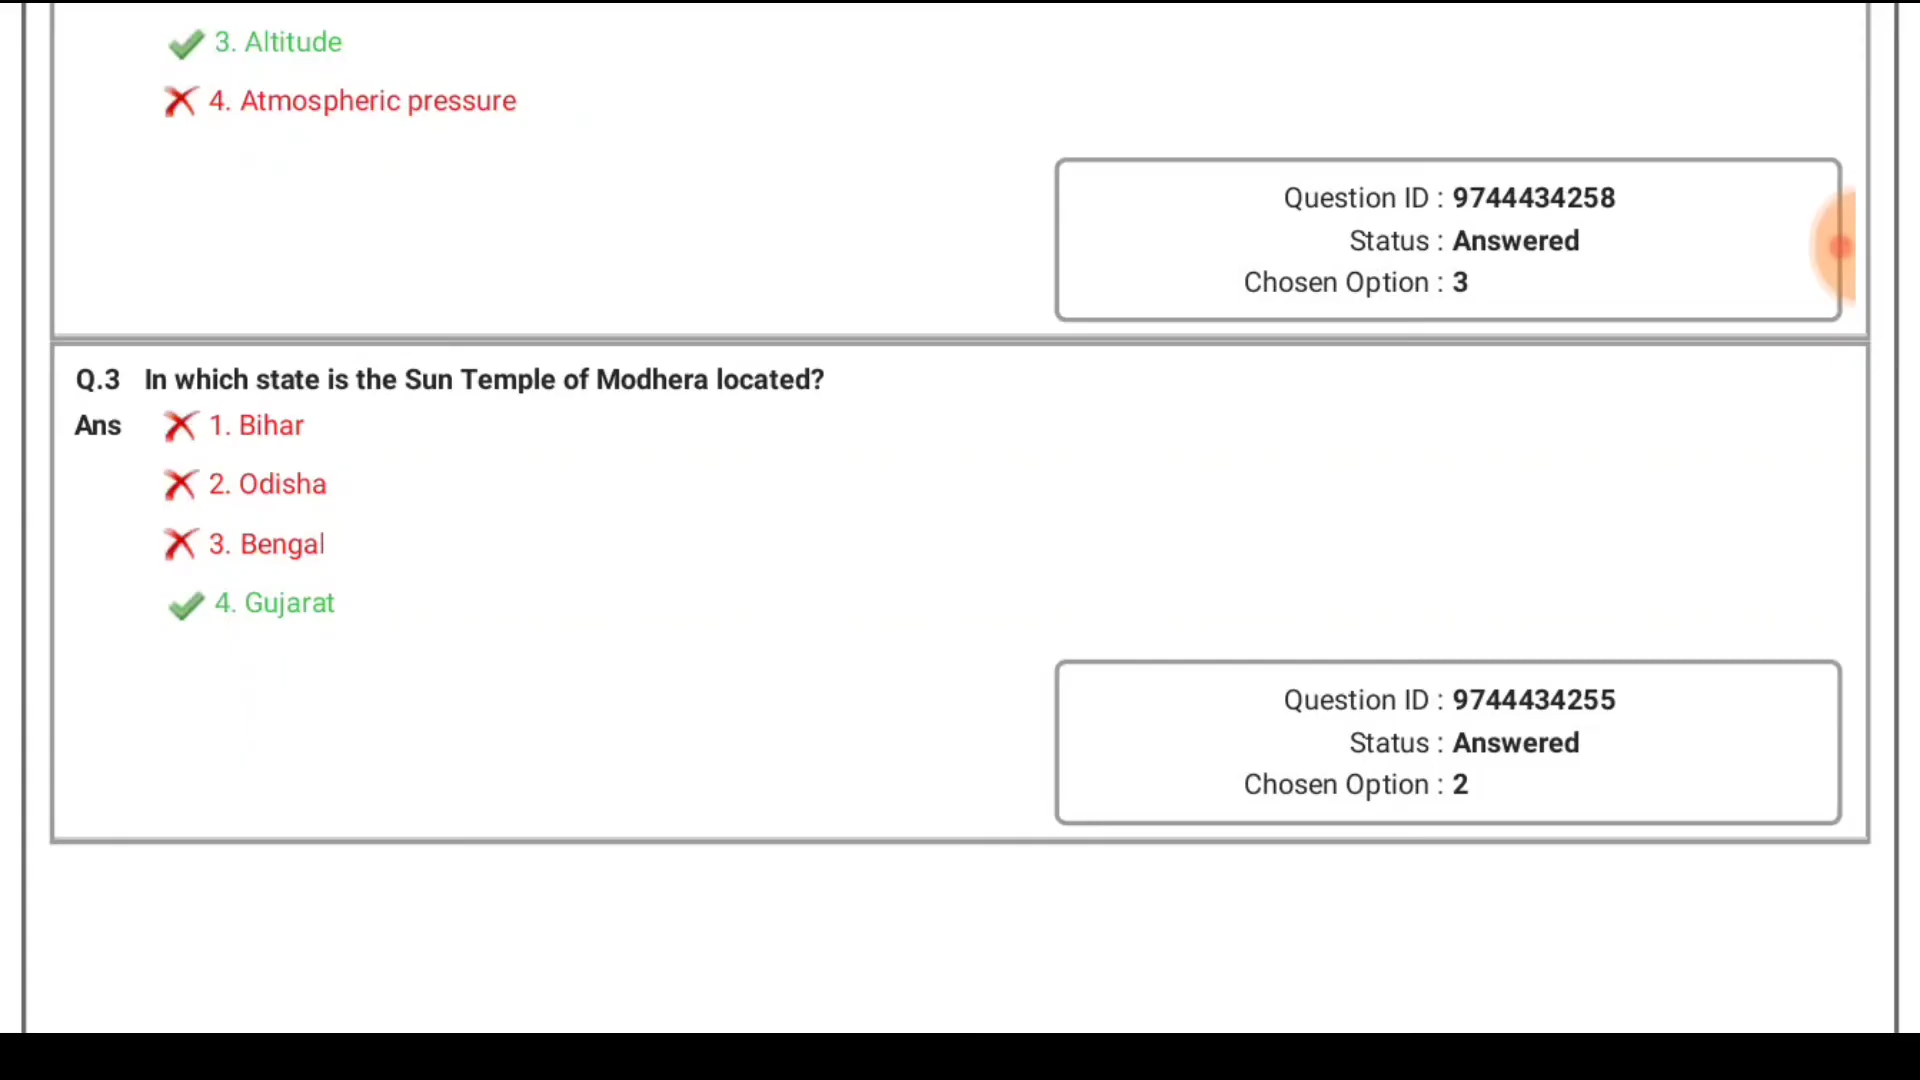 3. Altitude
4. Atmospheric pressure
Question ID : 9744434258
Status : Answered
Chosen Option : 3
Q.3 In which state is the Sun Temple of Modhera located?
Ans 1. Bihar
2. Odisha
3. Bengal
4. Gujarat
Question ID : 9744434255
Status : Answered
Chosen Option : 2